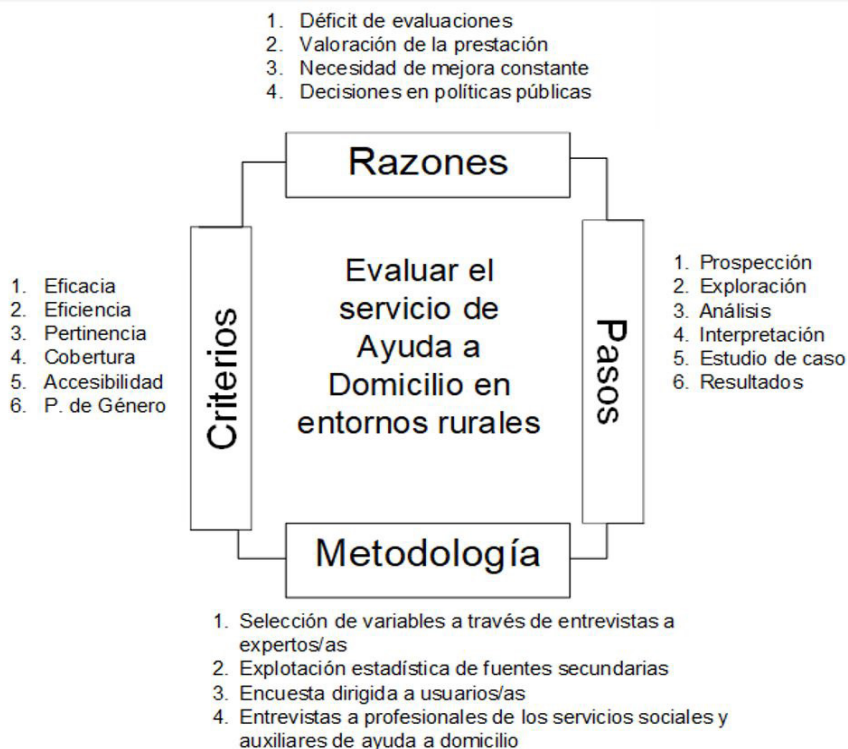 1. Déficit de evaluaciones
2. Valoración de la prestación
3. Necesidad de mejora constante
4. Decisiones en políticas públicas
Razones
1. Eficacia
2. Eficiencia
3. Pertinencia
4. Cobertura
5. Accesibilidad
6. P. de Género
Criterios
Evaluar el
servicio de
Ayuda a
Domicilio en
entornos rurales
Pasos
1. Prospección
2. Exploración
3. Análisis
4. Interpretación
5. Estudio de caso
6. Resultados
Metodología
1. Selección de variables a través de entrevistas a
expertos/as
2. Explotación estadística de fuentes secundarias
3. Encuesta dirigida a usuarios/as
4. Entrevistas a profesionales de los servicios sociales y
auxiliares de ayuda a domicilio